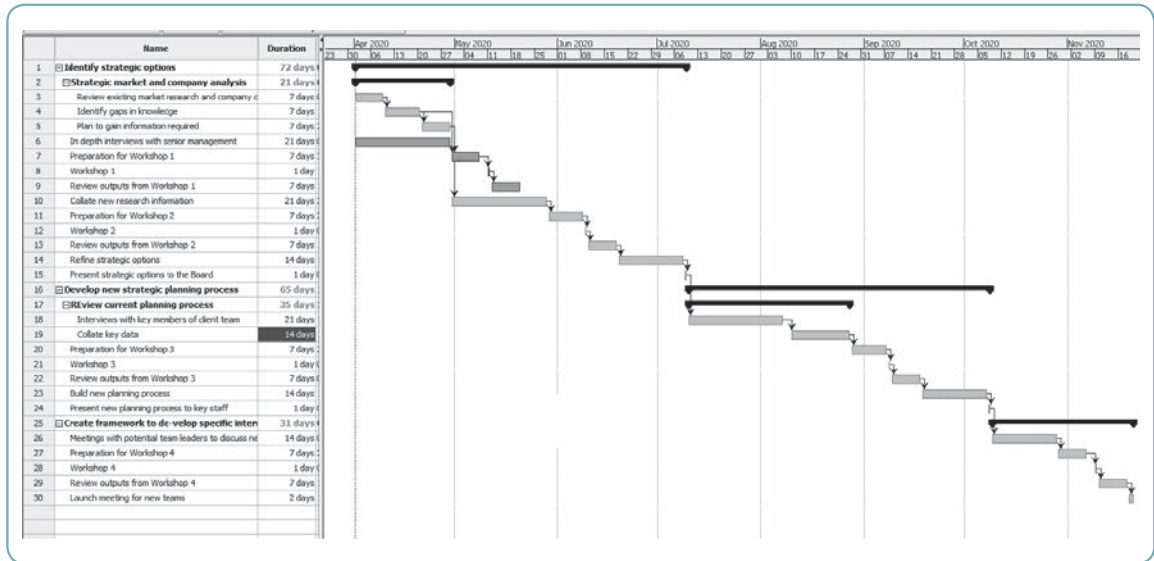 Name Duration
Apr 2020 May 2020 Jun 2020 Jul 2020 Aug 2020 Sep 2020 Oct 2020 Nov 2020
23 30 06 13 20 27 04 11 18 25 01 08 15 22 29 06 13 20 27 03 10 17 24 31 07 14 21 28 05 12 19 26 02 09 16
1 Identify strategic options 72 days
2 Strategic market and company analysis 21 days
3 Review existing market research and company 7 days
4 Identify gaps in knowledge 7 days
5 Plan to gain information required 7 days
6 In depth interviews with senior management 21 days
7 Preparation for Workshop 1 7 days
8 Workshop 1 1 day
9 Review outputs from Workshop 1 7 days
10 Collate new research information 21 days
11 Preparation for Workshop 2 7 days
12 Workshop 2 1 day
13 Review outputs from Workshop 2 7 days
14 Refine strategic options 14 days
15 Present strategic options to the Board 1 day
16 Develop new strategic planning process 65 days
17 REview current planning process 35 days
18 Interviews with key members of client team 21 days
19 Collate key data 14 days
20 Preparation for Workshop 3 7 days
21 Workshop 3 1 day
22 Review outputs from Workshop 3 7 days
23 Build new planning process 14 days
24 Present new planning process to key staff 1 day
25 Create framework to de-velop specific inter 31 days
26 Meetings with potential team leaders to discuss ne 14 days
27 Preparation for Workshop 4 7 days
28 Workshop 4 1 day
29 Review outputs from Workshop 4 7 days
30 Launch meeting for new teams 2 days